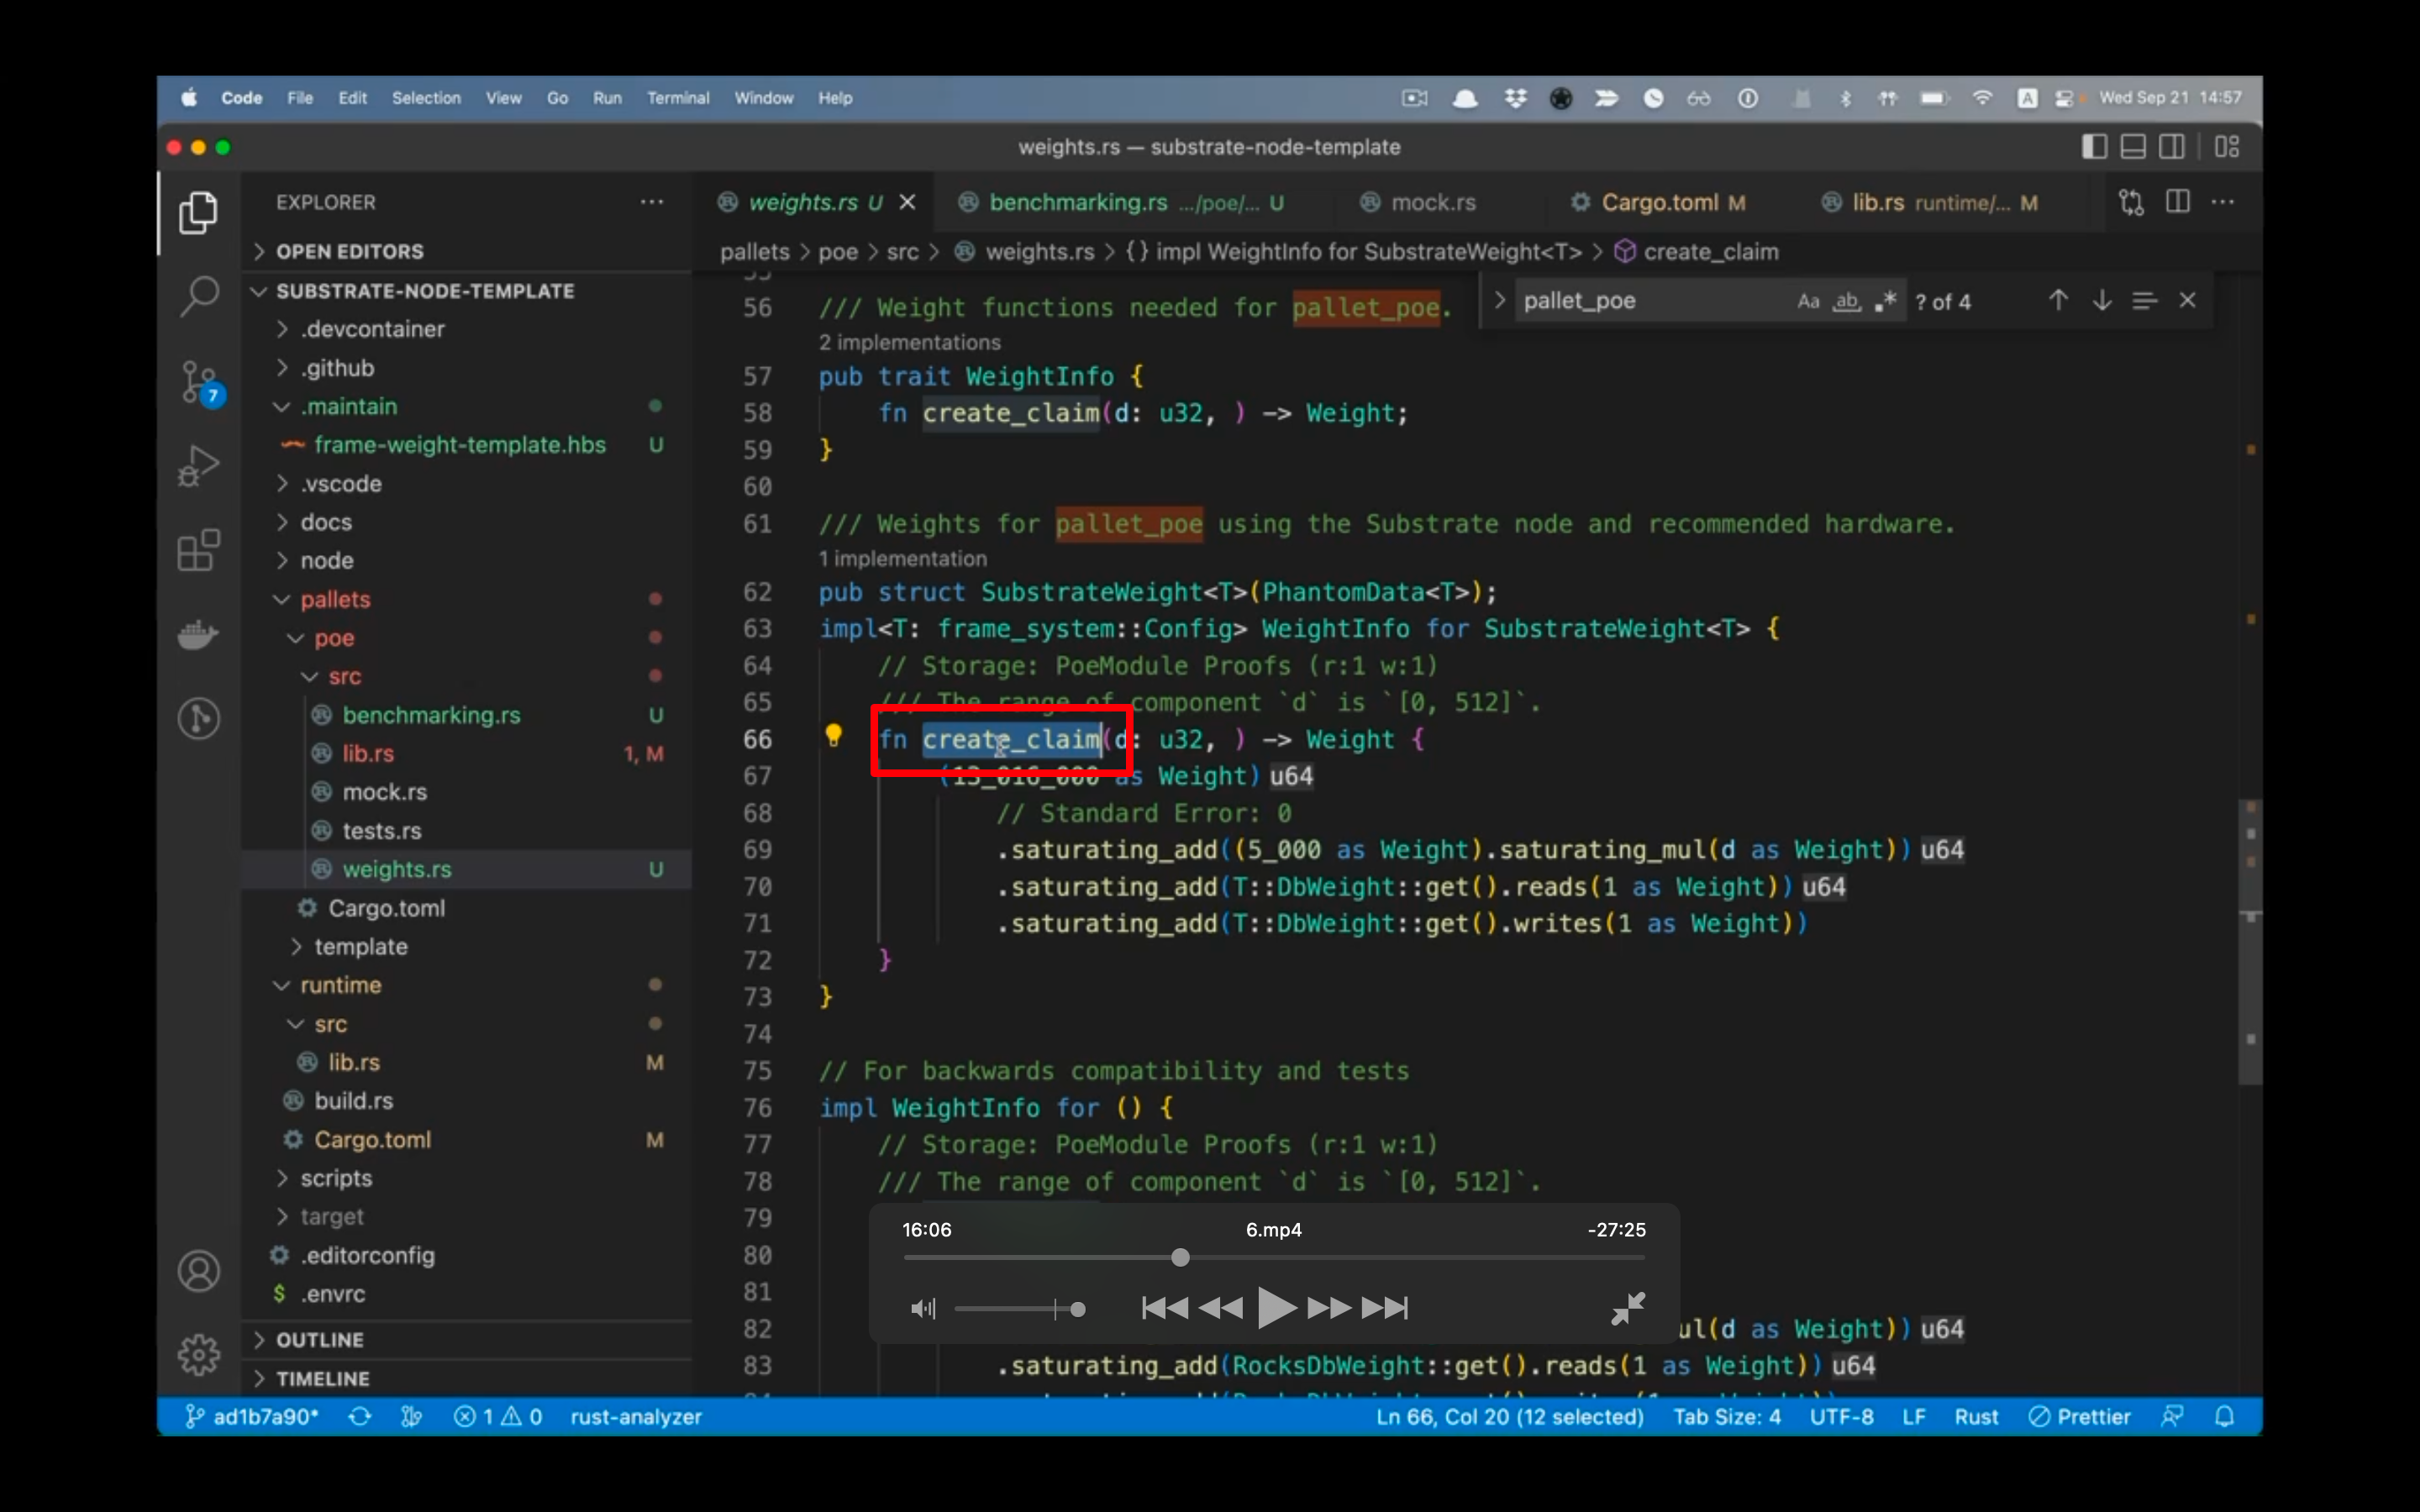 Code File Edit Selection View Go Run Terminal Window Help Wed Sep 21 14:57
weights.rs — substrate-node-template
EXPLORER
OPEN EDITORS
SUBSTRATE-NODE-TEMPLATE
.devcontainer
.github
.maintain
frame-weight-template.hbs U
.vscode
docs
node
pallets
poe
src
benchmarking.rs U
lib.rs 1, M
mock.rs
tests.rs
weights.rs U
Cargo.toml
template
runtime
src
lib.rs M
build.rs
Cargo.toml M
scripts
target
.editorconfig
$ .envrc
OUTLINE
TIMELINE
7
weights.rs U benchmarking.rs .../poe/... U mock.rs Cargo.toml M lib.rs runtime/... M
pallets > poe > src > weights.rs > {} impl WeightInfo for SubstrateWeight<T> > create_claim
pallet_poe Aa ab ? of 4
56 /// Weight functions needed for pallet_poe.
2 implementations
57 pub trait WeightInfo {
58 fn create_claim(d: u32, ) -> Weight;
59 }
60
61 /// Weights for pallet_poe using the Substrate node and recommended hardware.
1 implementation
62 pub struct SubstrateWeight<T>(PhantomData<T>);
63 impl<T: frame_system::Config> WeightInfo for SubstrateWeight<T> {
64 // Storage: PoeModule Proofs (r:1 w:1)
65 /// The range of component `d` is `[0, 512]`.
66 fn create_claim(d: u32, ) -> Weight {
67 (13_016_000 as Weight) u64
68 // Standard Error: 0
69 .saturating_add((5_000 as Weight).saturating_mul(d as Weight)) u64
70 .saturating_add(T::DbWeight::get().reads(1 as Weight)) u64
71 .saturating_add(T::DbWeight::get().writes(1 as Weight))
72 }
73 }
74
75 // For backwards compatibility and tests
76 impl WeightInfo for () {
77 // Storage: PoeModule Proofs (r:1 w:1)
78 /// The range of component `d` is `[0, 512]`.
79
80
81
82 ul(d as Weight)) u64
83 .saturating_add(RocksDbWeight::get().reads(1 as Weight)) u64
16:06 6.mp4 -27:25
ad1b7a90* 1 0 rust-analyzer Ln 66, Col 20 (12 selected) Tab Size: 4 UTF-8 LF Rust Prettier